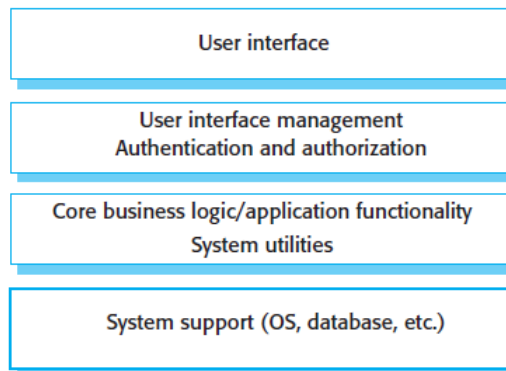 User interface
User interface management
Authentication and authorization
Core business logic/application functionality
System utilities
System support (OS, database, etc.)